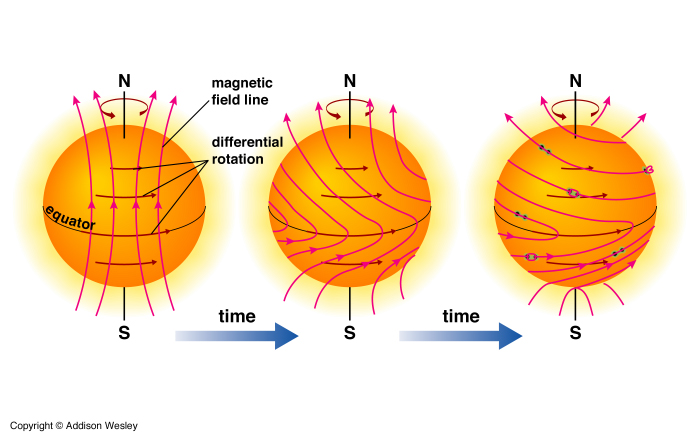 N
N
N
magnetic
field line
differential
rotation
equator
time
time
S
S
S
Copyright © Addison Wesley